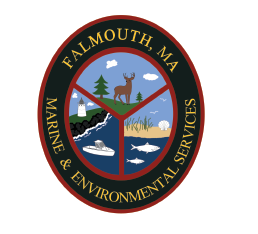 FALMOUTH, MA
MARINE & ENVIRONMENTAL SERVICES